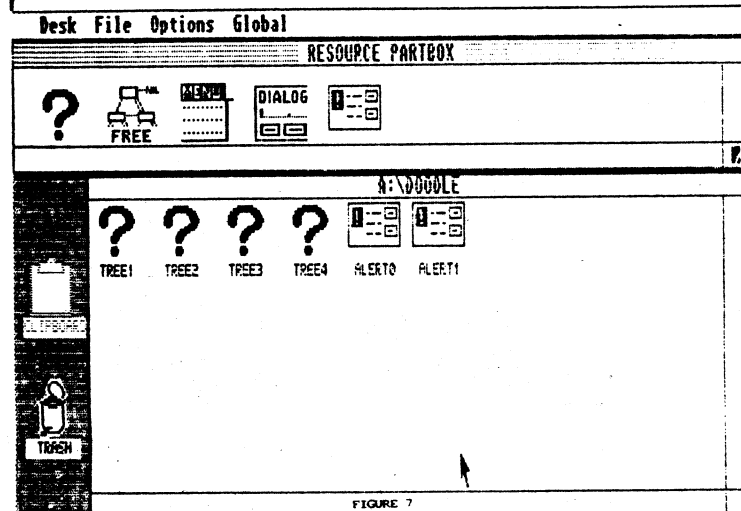 Desk File Options Global
RESOURCE PARTBOX
NIL
FREE
MENU
DIALOG
A:\DOODLE
TREE1 TREE2 TREE3 TREE4 ALERT0 ALERT1
TRASH
FIGURE 7